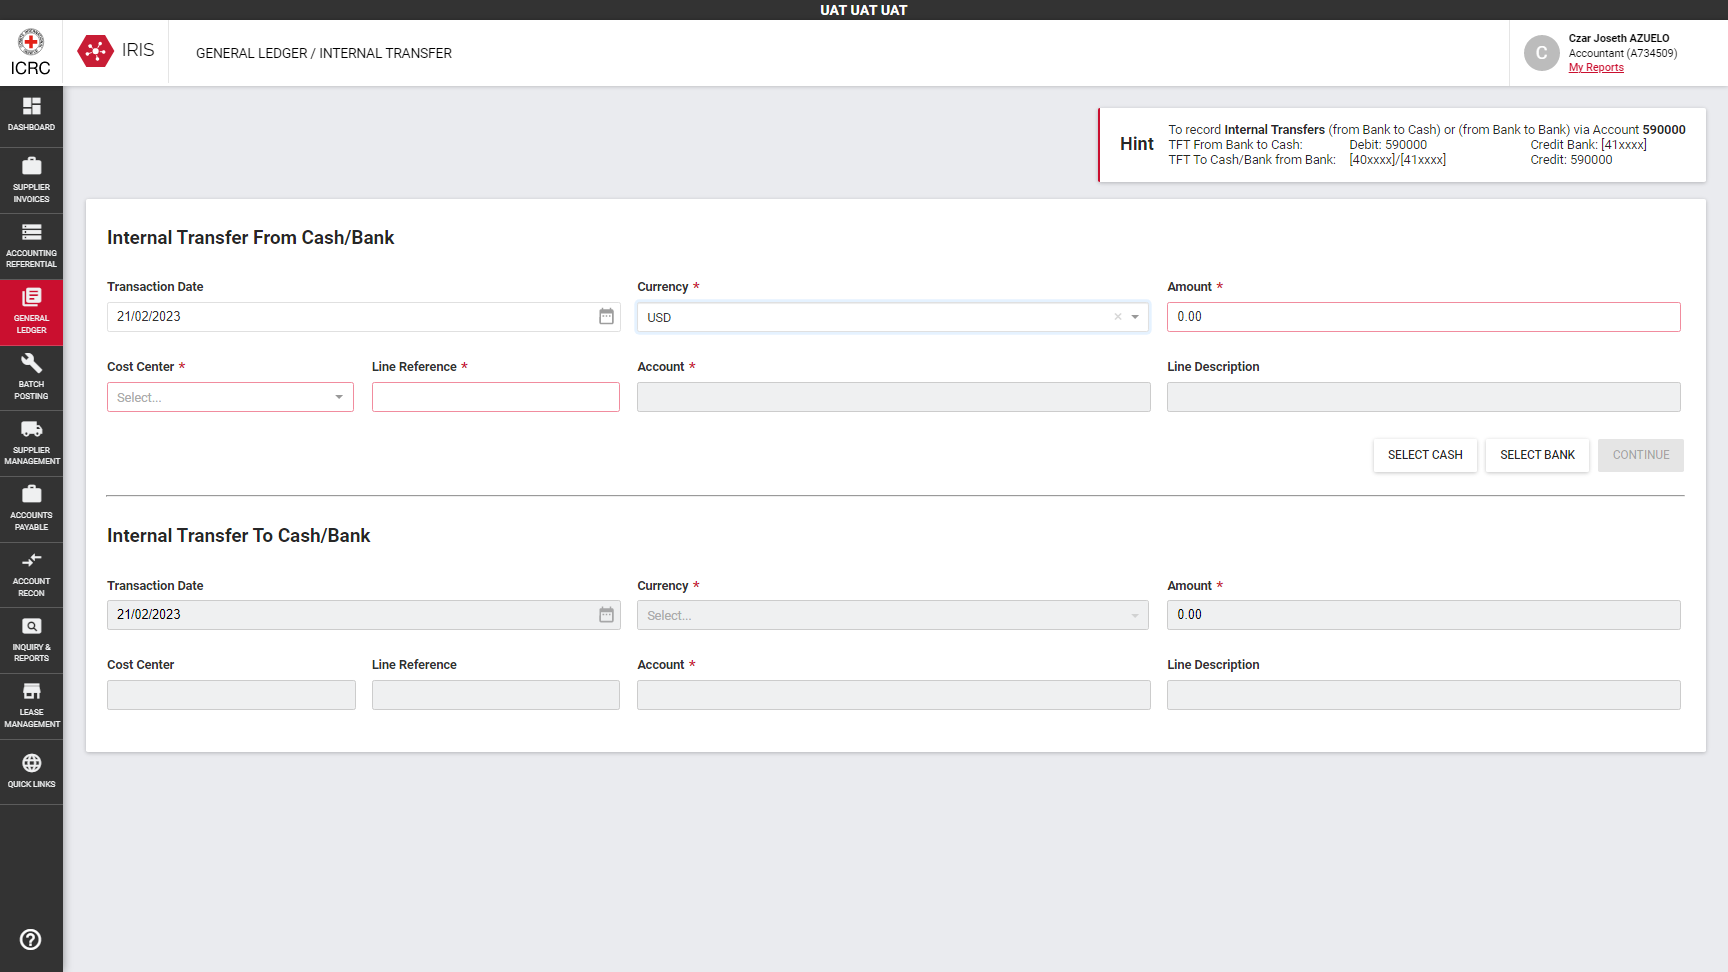 UAT UAT UAT
ICRC
IRIS
GENERAL LEDGER / INTERNAL TRANSFER
C
Czar Joseth AZUELO
Accountant (A734509)
My Reports
DASHBOARD
SUPPLIER
INVOICES
ACCOUNTING
REFERENTIAL
GENERAL
LEDGER
BATCH
POSTING
SUPPLIER
MANAGEMENT
ACCOUNTS
PAYABLE
ACCOUNT
RECON
INQUIRY &
REPORTS
LEASE
MANAGEMENT
QUICK LINKS
Hint
To record Internal Transfers (from Bank to Cash) or (from Bank to Bank) via Account 590000
TFT From Bank to Cash: Debit: 590000 Credit Bank: [41xxxx]
TFT To Cash/Bank from Bank: [40xxxx]/[41xxxx] Credit: 590000
Internal Transfer From Cash/Bank
Transaction Date Currency * Amount *
21/02/2023 USD × 0.00
Cost Center * Line Reference * Account * Line Description
Select...
SELECT CASH SELECT BANK CONTINUE
Internal Transfer To Cash/Bank
Transaction Date Currency * Amount *
21/02/2023 Select... 0.00
Cost Center Line Reference Account * Line Description